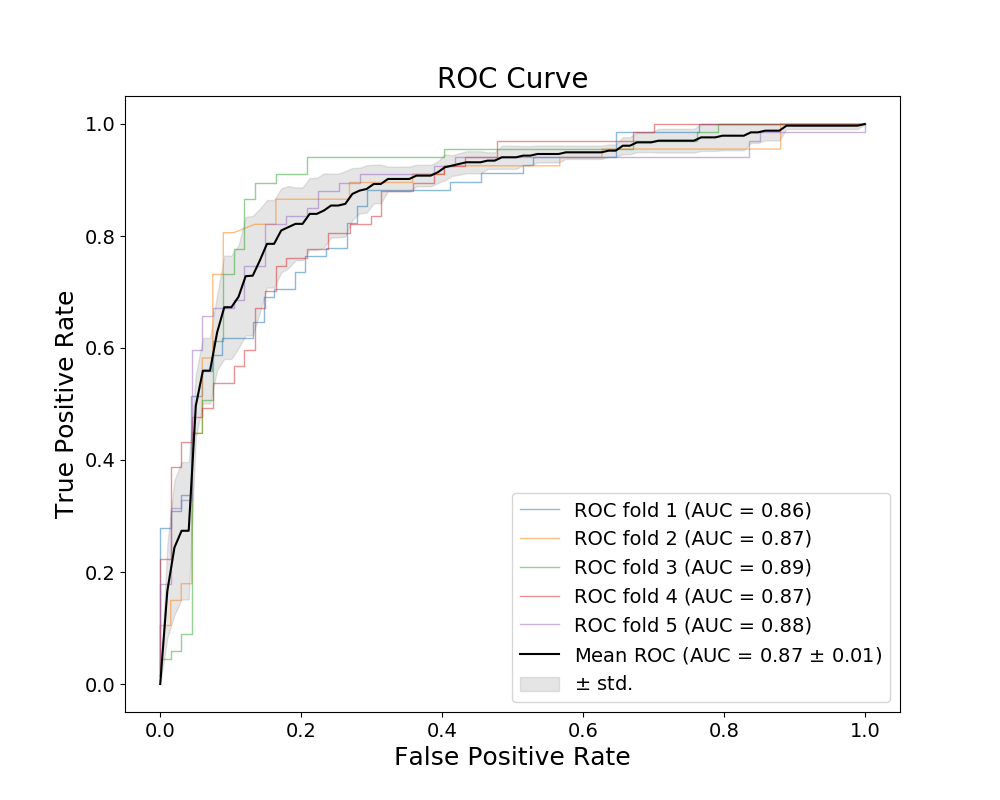 ROC Curve
True Positive Rate
1.0
0.8
0.6
0.4
0.2
0.0
ROC fold 1 (AUC = 0.86)
ROC fold 2 (AUC = 0.87)
ROC fold 3 (AUC = 0.89)
ROC fold 4 (AUC = 0.87)
ROC fold 5 (AUC = 0.88)
Mean ROC (AUC = 0.87 ± 0.01)
± std.
0.0 0.2 0.4 0.6 0.8 1.0
False Positive Rate